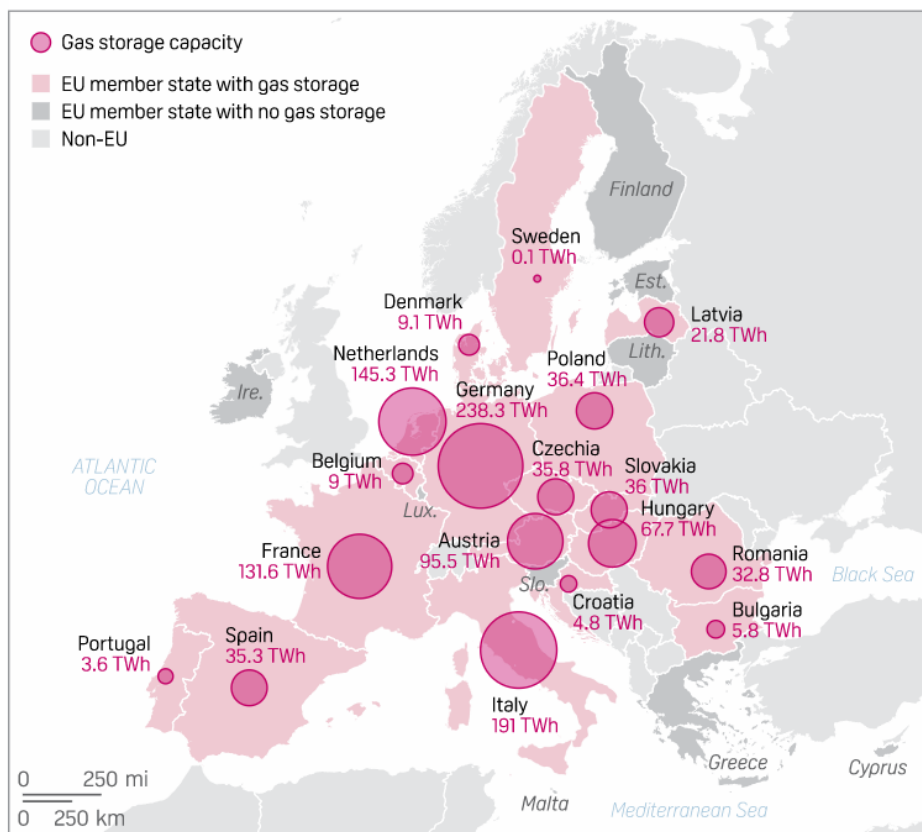 Gas storage capacity
EU member state with gas storage
EU member state with no gas storage
Non-EU
Finland
Sweden
0.1 TWh
Est.
Denmark
9.1 TWh
Latvia
21.8 TWh
Lith.
Netherlands
145.3 TWh
Poland
36.4 TWh
Ire.
Germany
238.3 TWh
Czechia
35.8 TWh
Slovakia
36 TWh
Belgium
9 TWh
ATLANTIC
OCEAN
Lux.
Hungary
67.7 TWh
Austria
95.5 TWh
France
131.6 TWh
Romania
32.8 TWh
Black Sea
Slo.
Croatia
4.8 TWh
Bulgaria
5.8 TWh
Portugal
3.6 TWh
Spain
35.3 TWh
Italy
191 TWh
Greece
Cyprus
0 250 mi
0 250 km
Malta
Mediterranean Sea